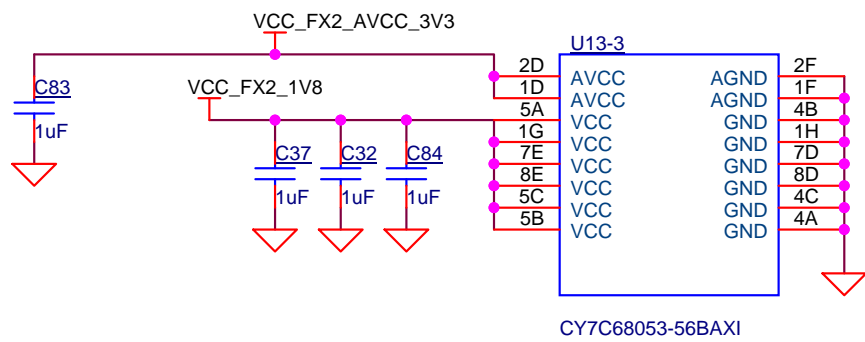 VCC_FX2_AVCC_3V3
U13-3
C83
1uF
VCC_FX2_1V8
C37
1uF
C32
1uF
C84
1uF
2D AVCC AGND 2F
1D AVCC AGND 1F
5A VCC GND 4B
1G VCC GND 1H
7E VCC GND 7D
8E VCC GND 8D
5C VCC GND 4C
5B VCC GND 4A
CY7C68053-56BAXI